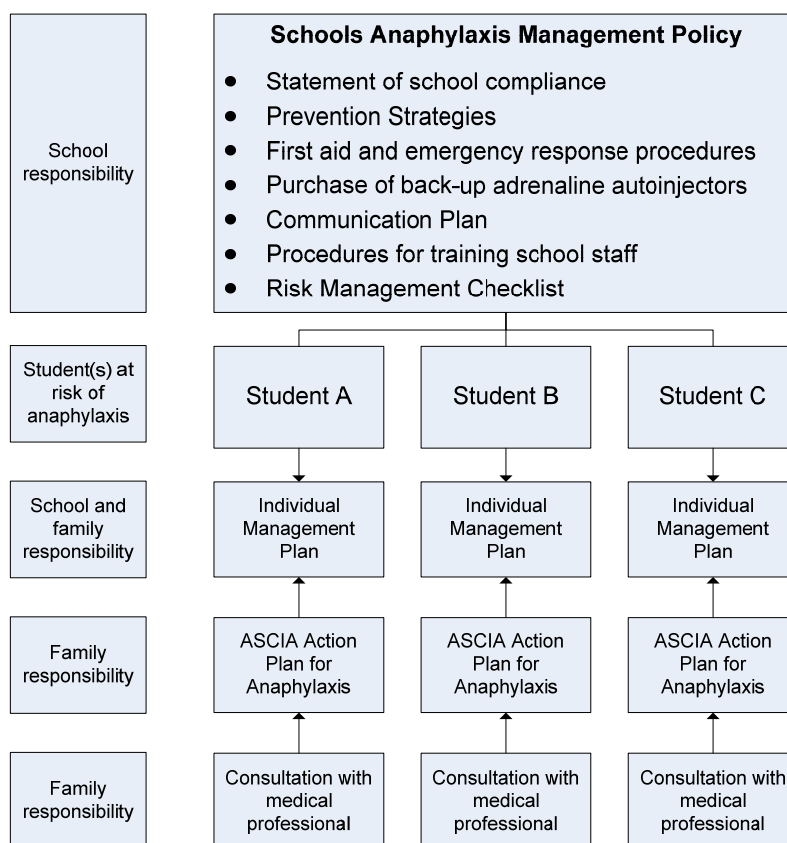 Schools Anaphylaxis Management Policy
● Statement of school compliance
● Prevention Strategies
● First aid and emergency response procedures
● Purchase of back-up adrenaline autoinjectors
● Communication Plan
● Procedures for training school staff
● Risk Management Checklist
School
responsibility
Student(s) at
risk of
anaphylaxis
Student A
Student B
Student C
School and
family
responsibility
Individual
Management
Plan
Individual
Management
Plan
Individual
Management
Plan
Family
responsibility
ASCIA Action
Plan for
Anaphylaxis
ASCIA Action
Plan for
Anaphylaxis
ASCIA Action
Plan for
Anaphylaxis
Family
responsibility
Consultation with
medical
professional
Consultation with
medical
professional
Consultation with
medical
professional